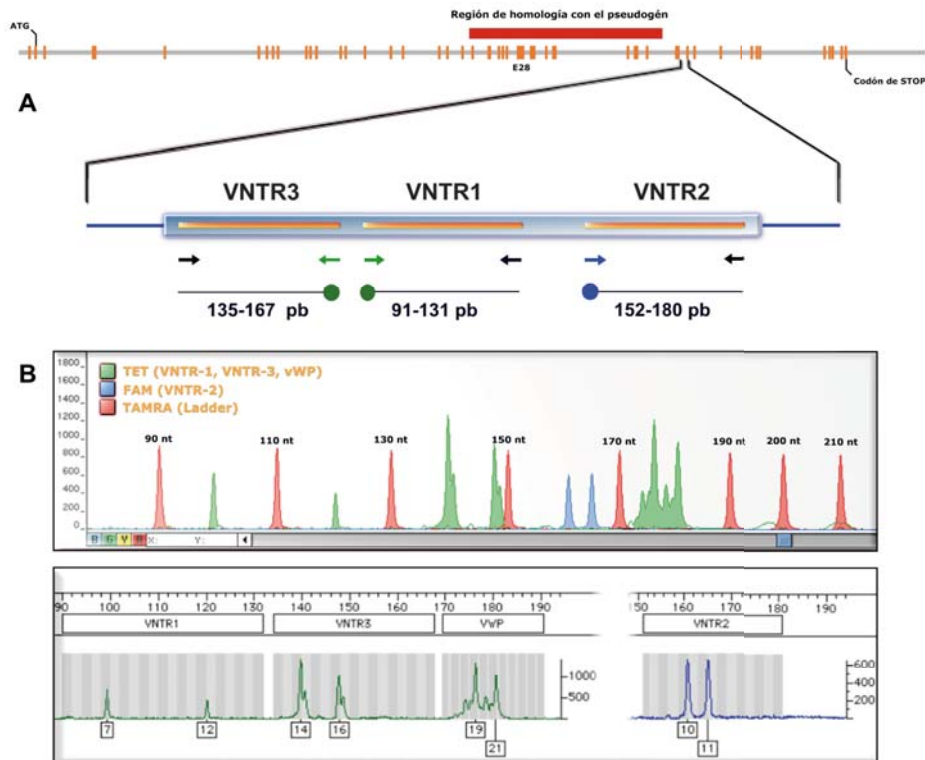 Región de homología con el pseudogén
ATG
E28
Codón de STOP
A
VNTR3 VNTR1 VNTR2
135-167 pb 91-131 pb 152-180 pb
B
1800
1600
1400
1200
1000
800
600
400
200
0
TET (VNTR-1, VNTR-3, vWP)
FAM (VNTR-2)
TAMRA (Ladder)
90 nt 110 nt 130 nt 150 nt 170 nt 190 nt 200 nt 210 nt
B G Y R X: Y:
90 100 110 120 130 140 150 160 170 180 190 150 160 170 180 190
VNTR1 VNTR3 VWP VNTR2
1000
500
0
600
400
200
0
7 12 14 16 19 10
21 11